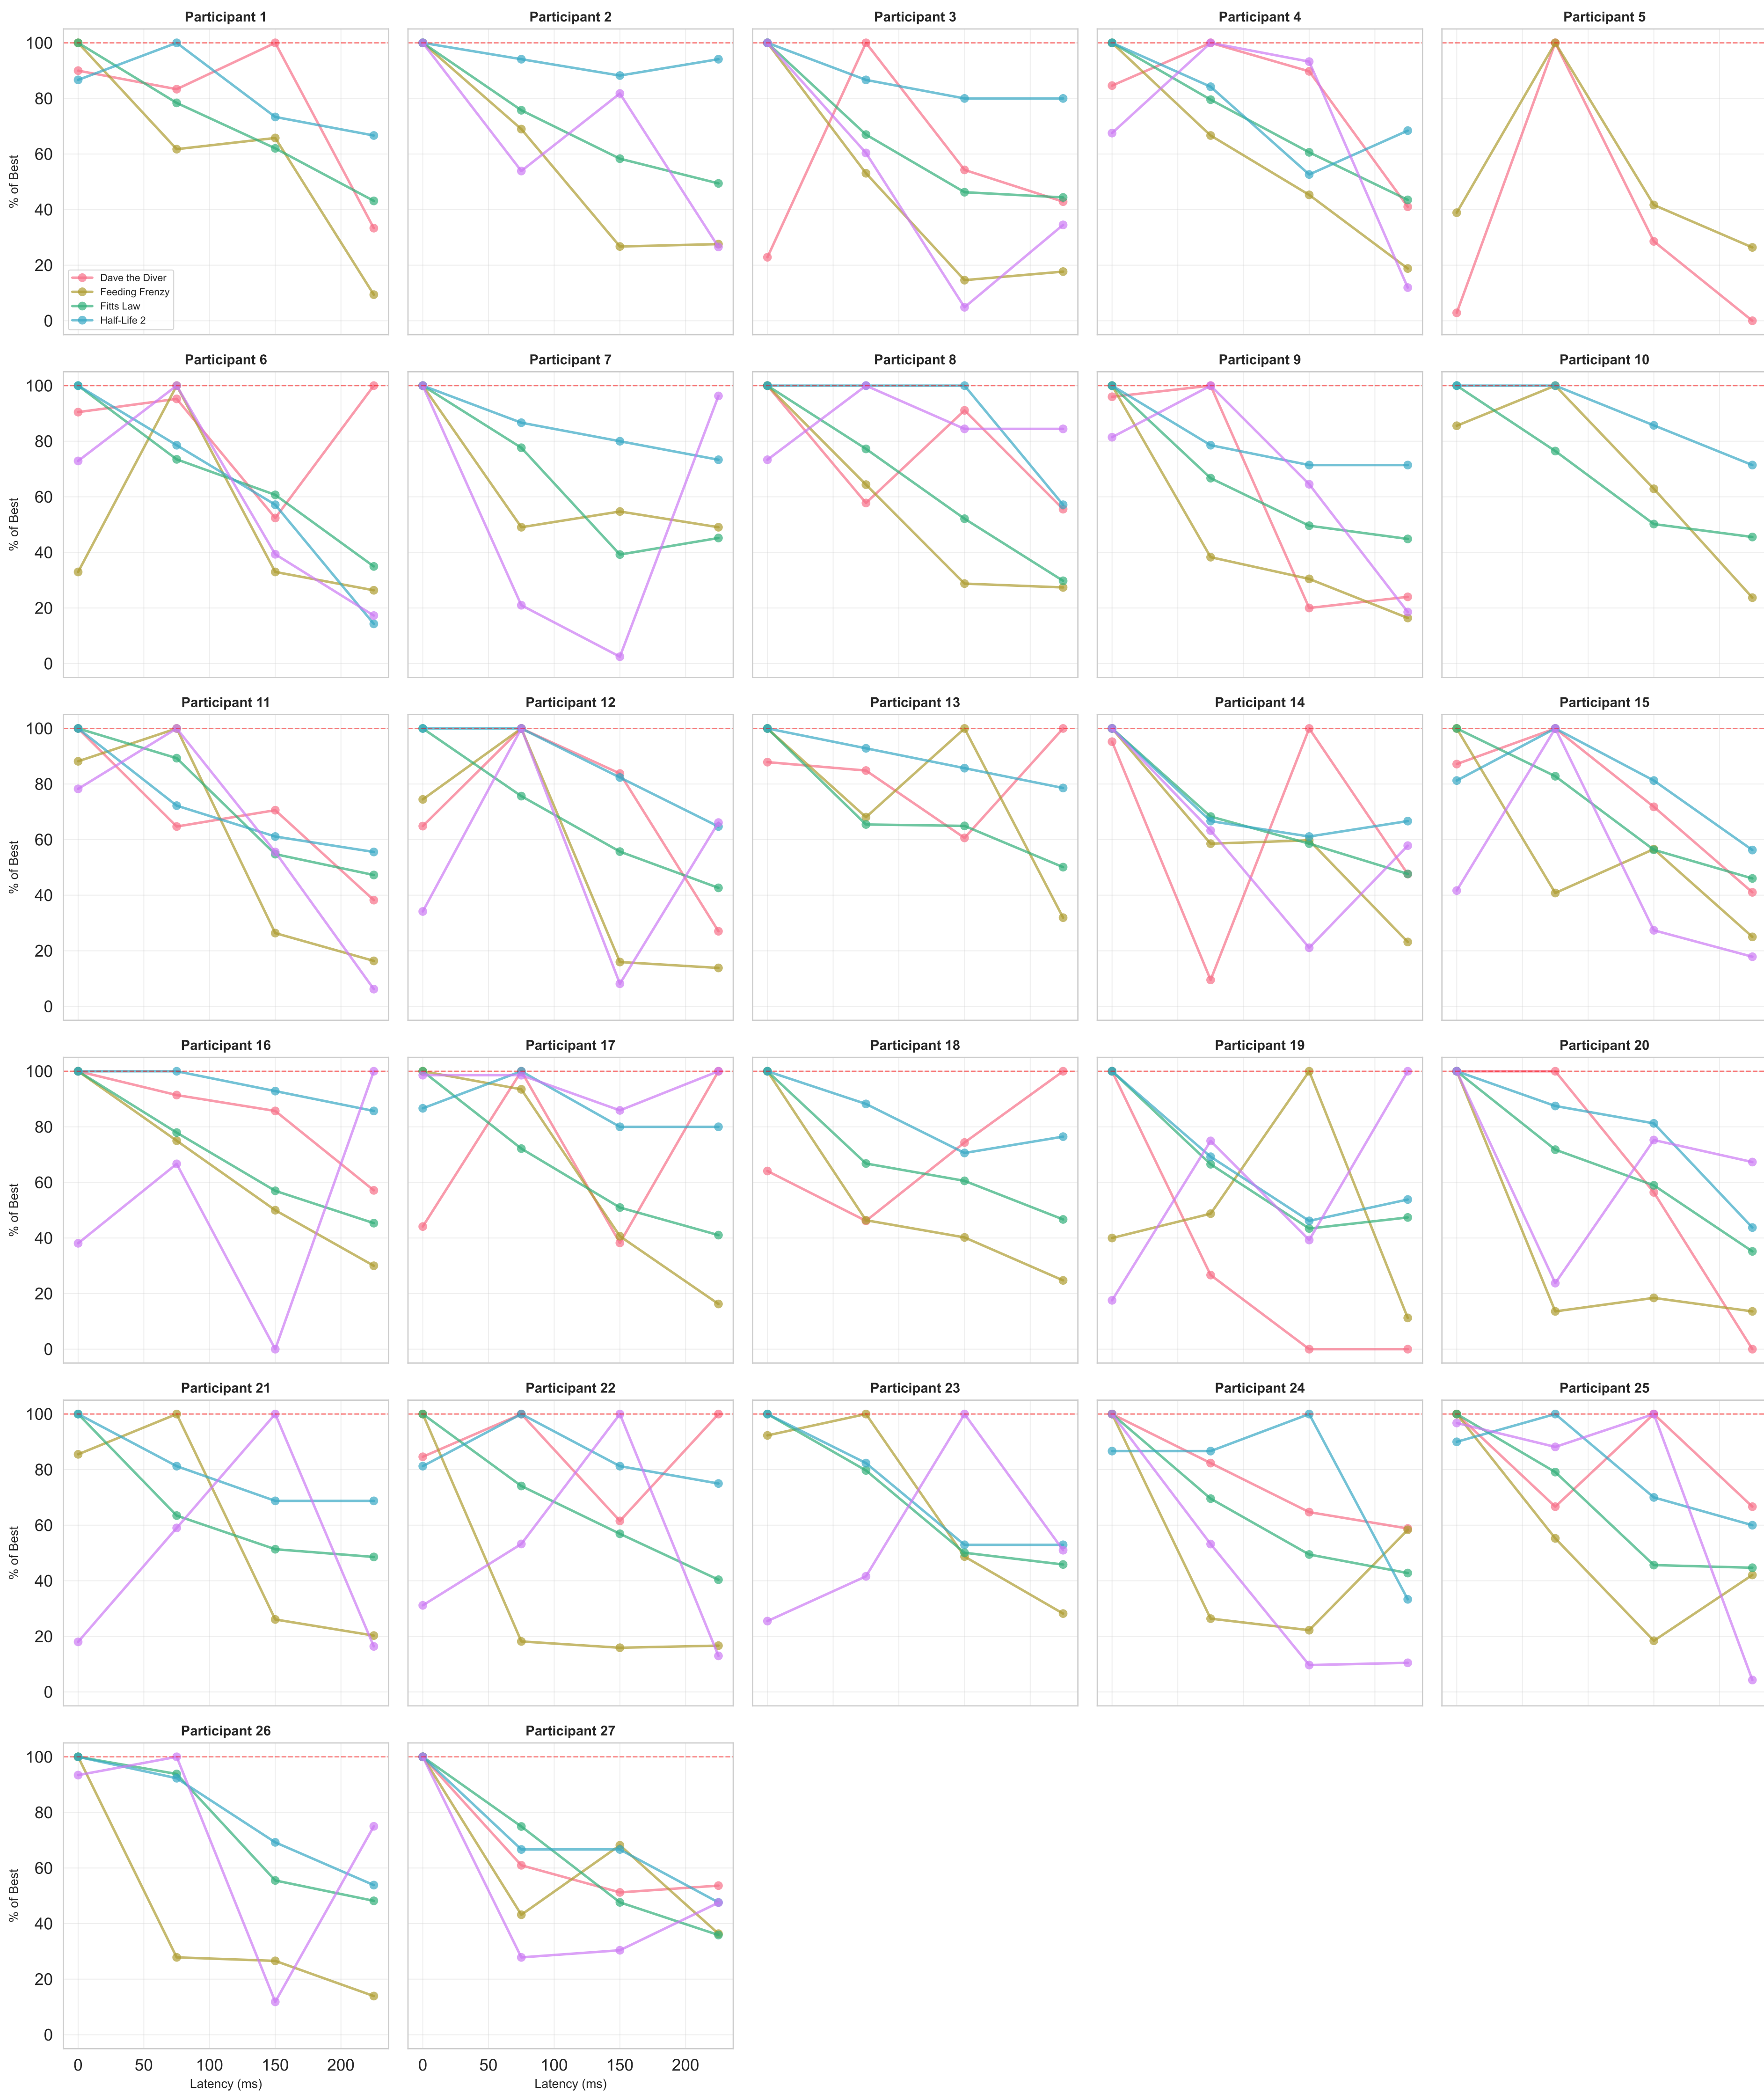 Participant 1
Participant 2
Participant 3
Participant 4
Participant 5
100
80
60
40
20
0
% of Best
Dave the Diver
Feeding Frenzy
Fitts Law
Half-Life 2
Participant 6
Participant 7
Participant 8
Participant 9
Participant 10
100
80
60
40
20
0
% of Best
Participant 11
Participant 12
Participant 13
Participant 14
Participant 15
100
80
60
40
20
0
% of Best
Participant 16
Participant 17
Participant 18
Participant 19
Participant 20
100
80
60
40
20
0
% of Best
Participant 21
Participant 22
Participant 23
Participant 24
Participant 25
100
80
60
40
20
0
% of Best
Participant 26
Participant 27
100
80
60
40
20
0
% of Best
0 50 100 150 200
Latency (ms)
0 50 100 150 200
Latency (ms)